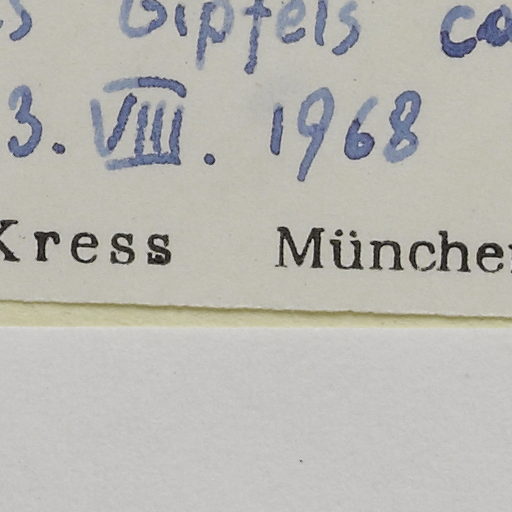 Gipfels
3. VIII. 1968
Kress München